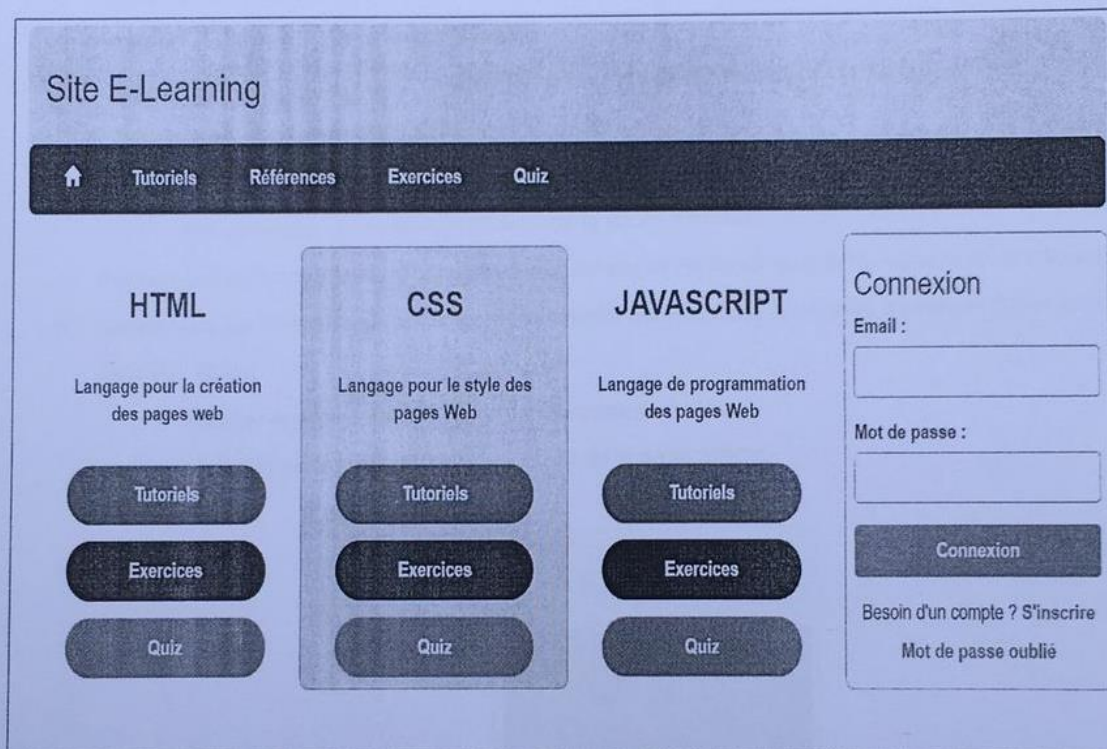 Site E-Learning
Tutoriels Références Exercices Quiz
HTML
Langage pour la création
des pages web
Tutoriels
Exercices
Quiz
CSS
Langage pour le style des
pages Web
Tutoriels
Exercices
Quiz
JAVASCRIPT
Langage de programmation
des pages Web
Tutoriels
Exercices
Quiz
Connexion
Email :
Mot de passe :
Connexion
Besoin d'un compte ? S'inscrire
Mot de passe oublié